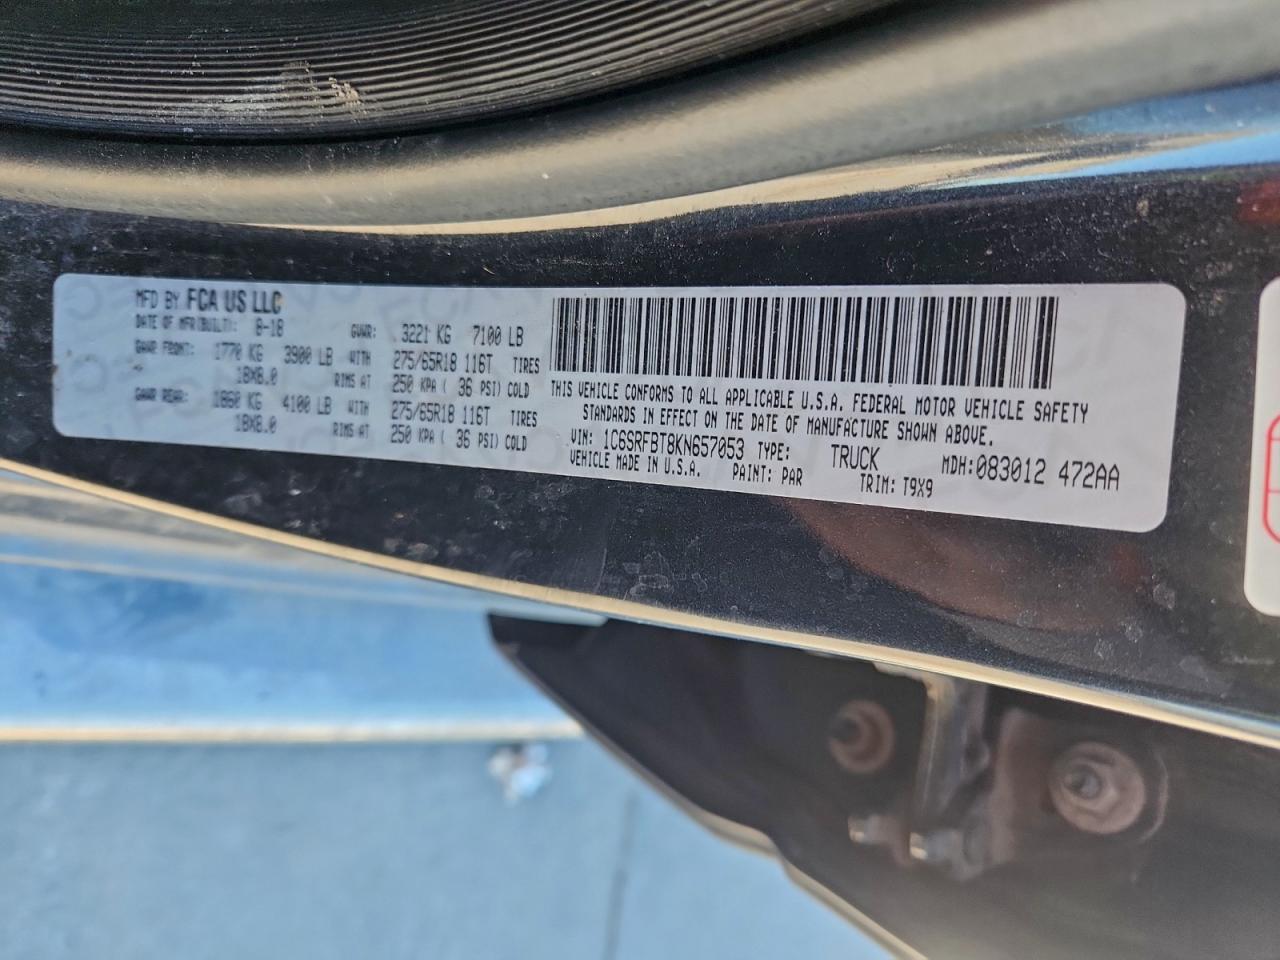 MFD BY FCA US LLC
DATE OF MFR(BUILT): 8-18 GVWR: 3221 KG 7100 LB
GAWR FRONT: 1770 KG 3900 LB WITH 275/65R18 116T TIRES
18X8.0 RIMS AT 250 KPA ( 36 PSI) COLD
GAWR REAR: 1860 KG 4100 LB WITH 275/65R18 116T TIRES
18X8.0 RIMS AT 250 KPA ( 36 PSI) COLD
THIS VEHICLE CONFORMS TO ALL APPLICABLE U.S.A. FEDERAL MOTOR VEHICLE SAFETY
STANDARDS IN EFFECT ON THE DATE OF MANUFACTURE SHOWN ABOVE.
VIN: 1C6SRFBT8KN657053 TYPE: TRUCK MDH:083012 472AA
VEHICLE MADE IN U.S.A. PAINT: PAR TRIM: T9X9